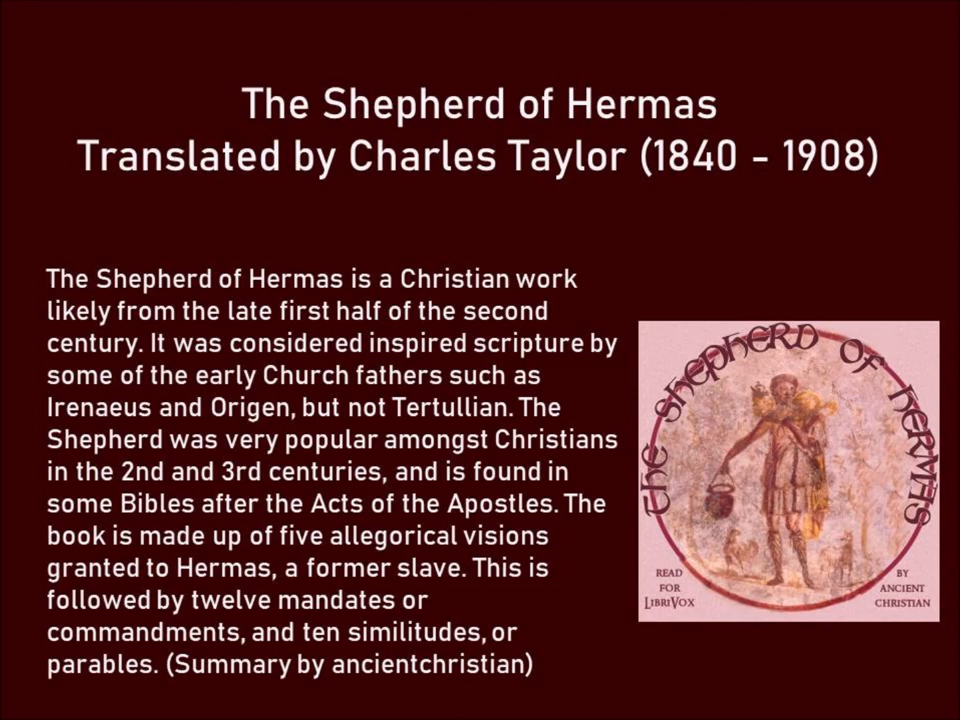 The Shepherd of Hermas
Translated by Charles Taylor (1840 - 1908)
The Shepherd of Hermas is a Christian work
likely from the late first half of the second
century. It was considered inspired scripture by
some of the early Church fathers such as
Irenaeus and Origen, but not Tertullian. The
Shepherd was very popular amongst Christians
in the 2nd and 3rd centuries, and is found in
some Bibles after the Acts of the Apostles. The
book is made up of five allegorical visions
granted to Hermas, a former slave. This is
followed by twelve mandates or
commandments, and ten similitudes, or
parables. (Summary by ancientchristian)
The Shepherd of Hermas
READ
FOR
LIBRIVOX
BY
ANCIENT
CHRISTIAN